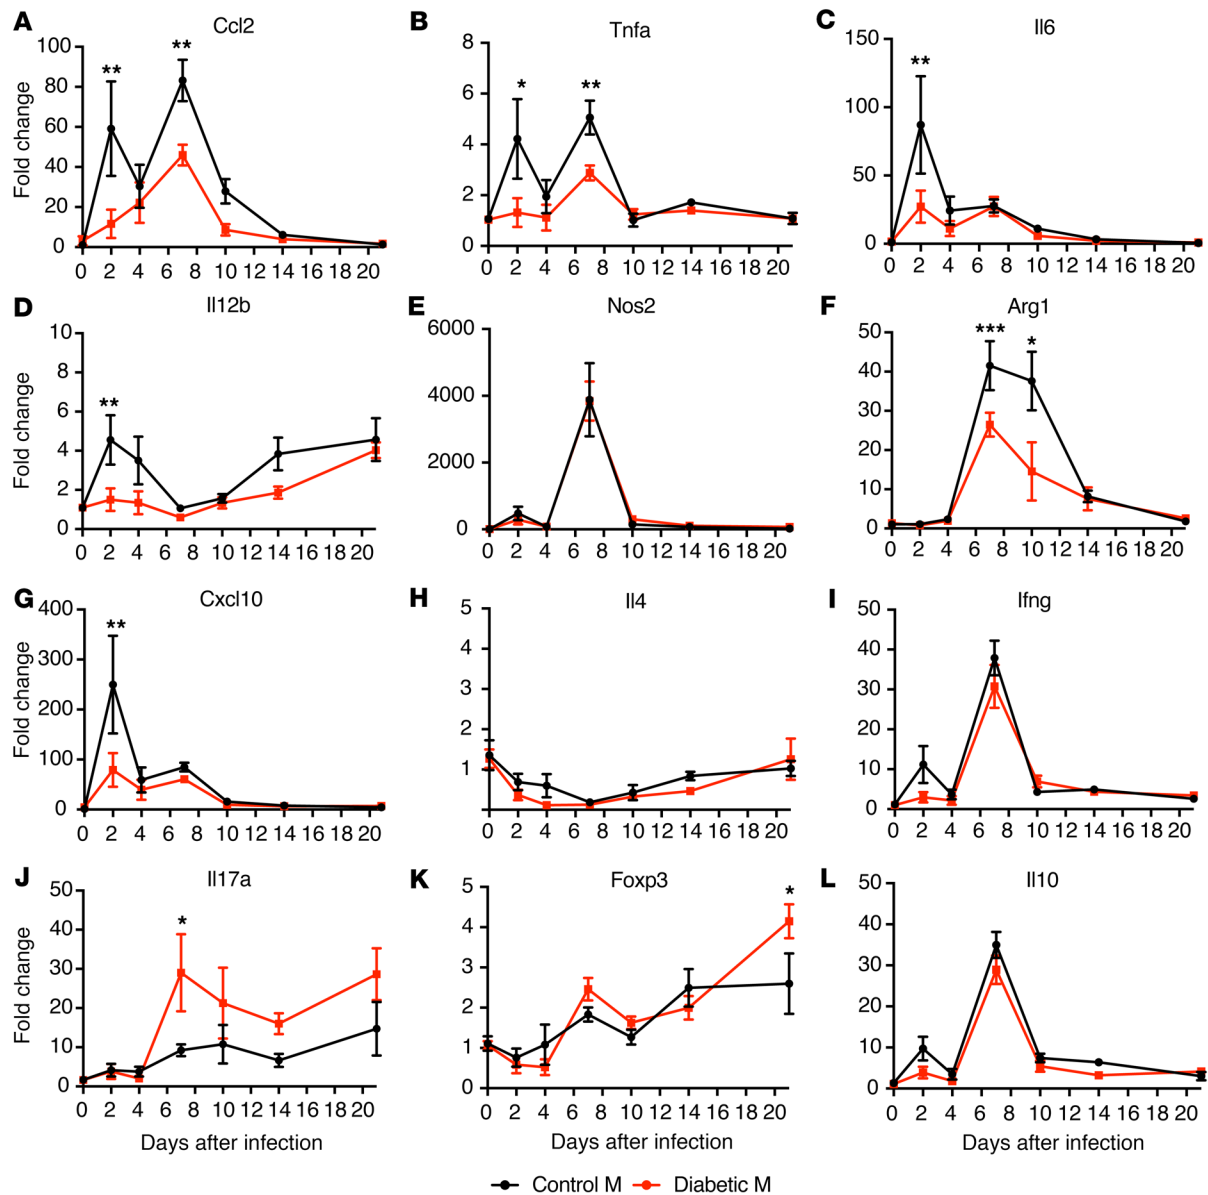 A Ccl2
100
80
60
40
20
0
Fold change
** **
0 2 4 6 8 10 12 14 16 18 20
B Tnfa
8
6
4
2
0
* **
0 2 4 6 8 10 12 14 16 18 20
C Il6
150
100
50
0
**
0 2 4 6 8 10 12 14 16 18 20
D Il12b
10
8
6
4
2
0
Fold change
**
0 2 4 6 8 10 12 14 16 18 20
E Nos2
6000
4000
2000
0
0 2 4 6 8 10 12 14 16 18 20
F Arg1
50
40
30
20
10
0
*** *
0 2 4 6 8 10 12 14 16 18 20
G Cxcl10
400
300
200
100
0
Fold change
**
0 2 4 6 8 10 12 14 16 18 20
H Il4
5
4
3
2
1
0 2 4 6 8 10 12 14 16 18 20
I Ifng
50
40
30
20
10
0
0 2 4 6 8 10 12 14 16 18 20
J Il17a
50
40
30
20
10
0
Fold change
*
0 2 4 6 8 10 12 14 16 18 20
Days after infection
K Foxp3
5
4
3
2
1
0
*
0 2 4 6 8 10 12 14 16 18 20
Days after infection
L Il10
50
40
30
20
10
0
0 2 4 6 8 10 12 14 16 18 20
Days after infection
Control M Diabetic M